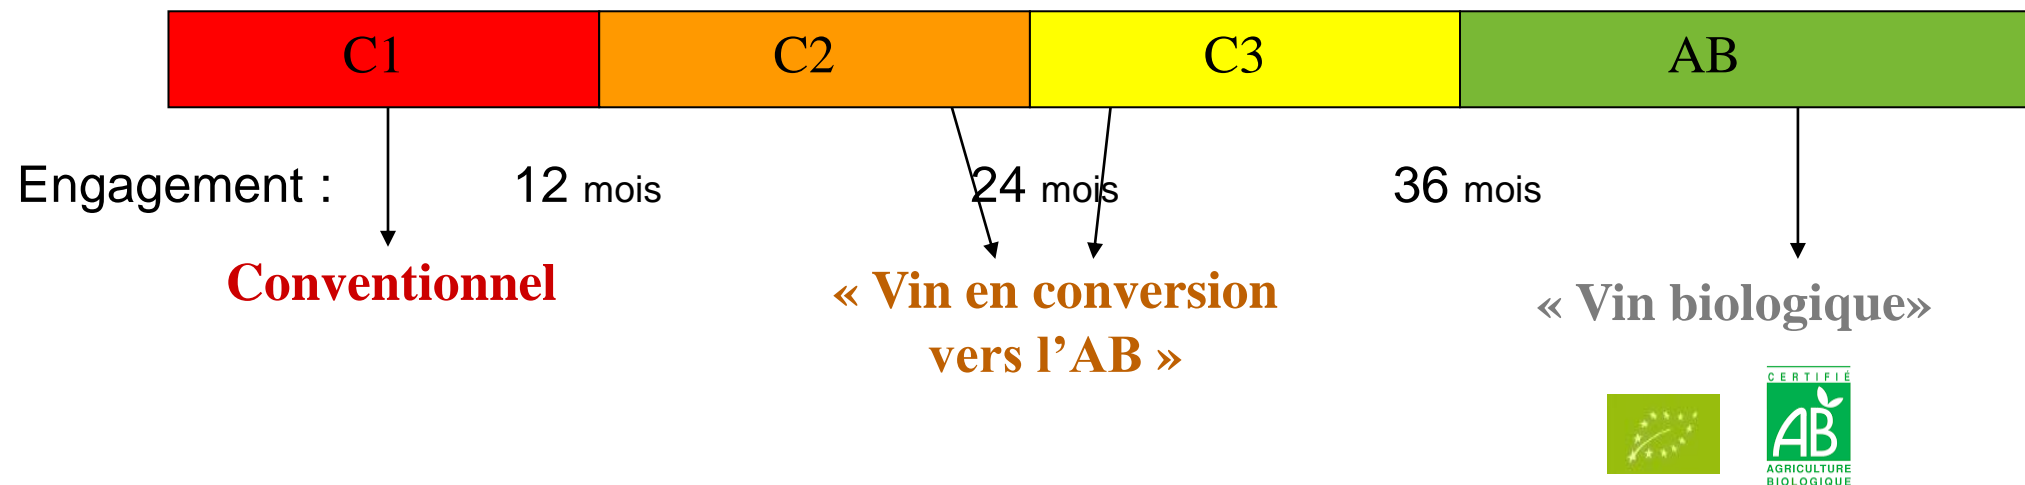 C1 C2 C3 AB
Engagement : 12 mois 24 mois 36 mois
Conventionnel
« Vin en conversion
vers l’AB »
« Vin biologique»
CERTIFIÉ
AB
AGRICULTURE
BIOLOGIQUE